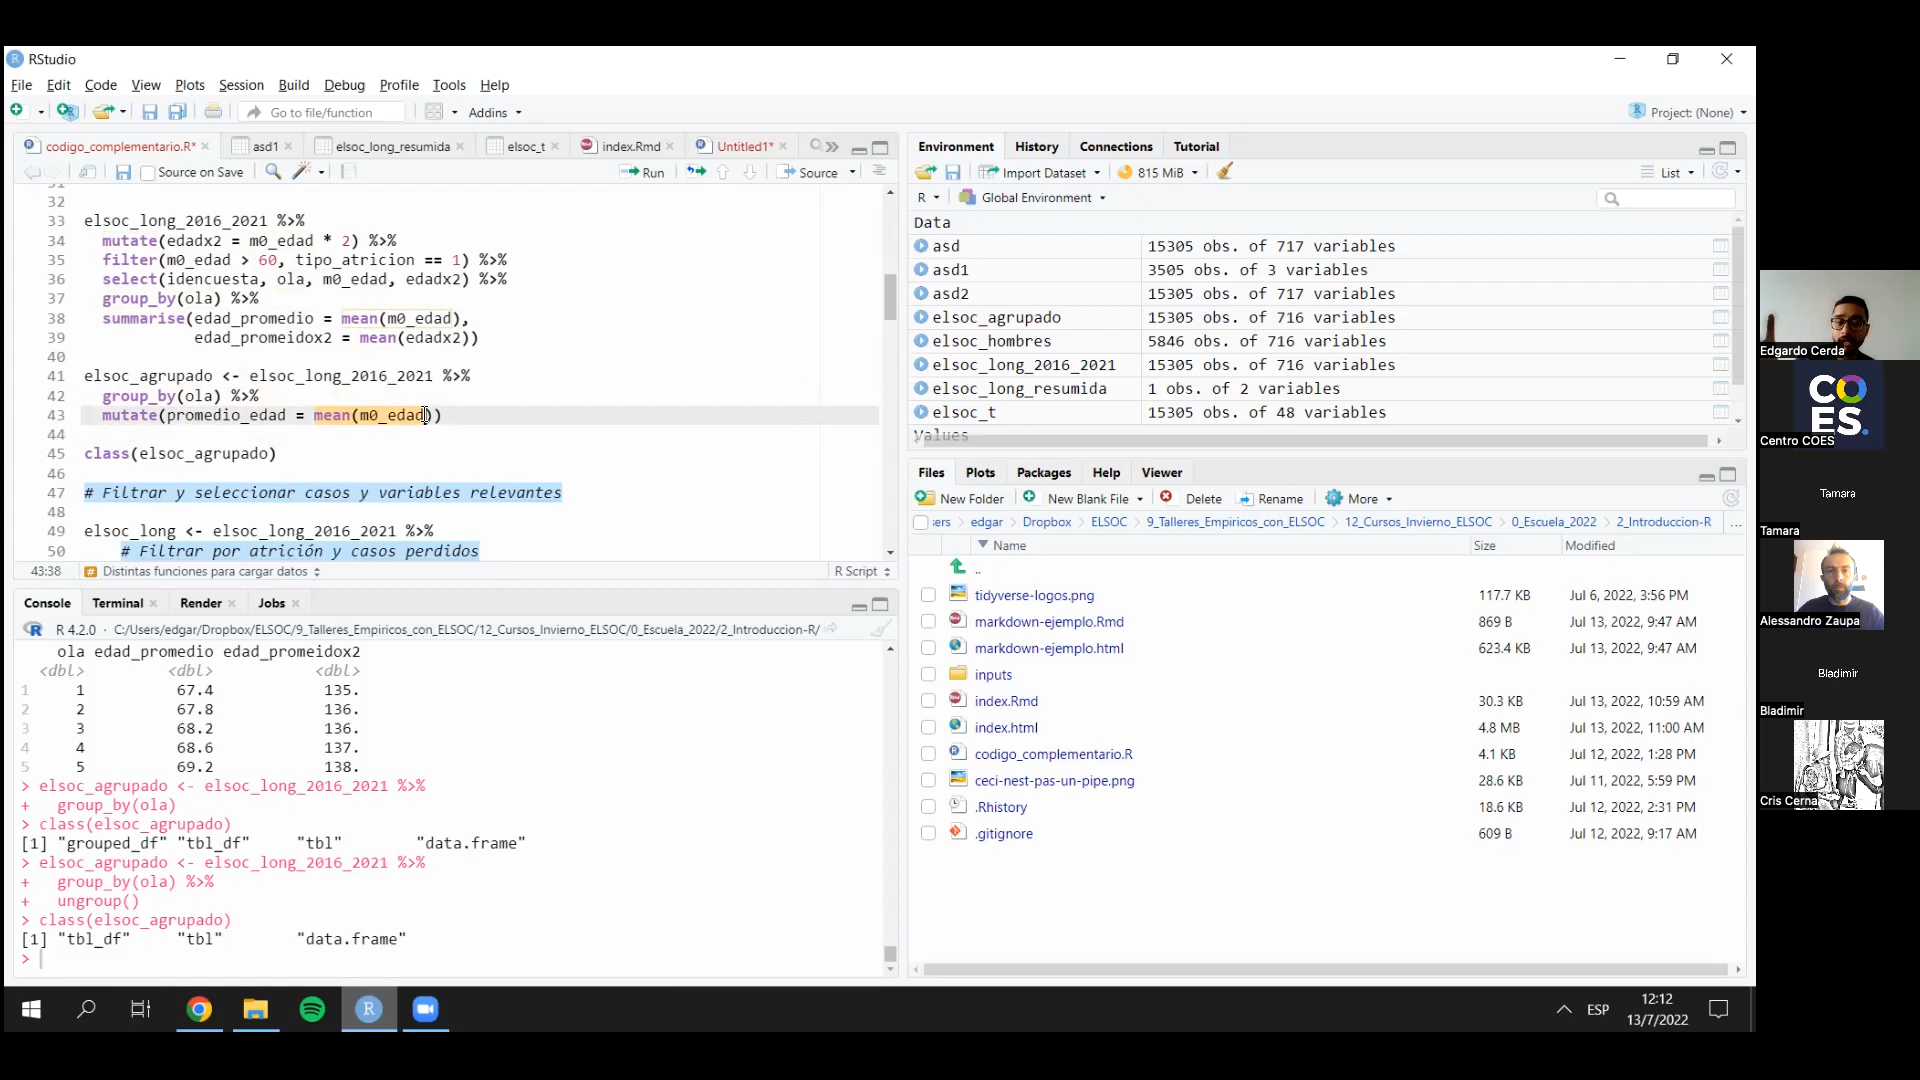 RStudio
File Edit Code View Plots Session Build Debug Profile Tools Help
Go to file/function Addins Project: (None)
codigo_complementario.R* asd1 elsoc_long_resumida elsoc_t index.Rmd Untitled1*
Source on Save Run Source
31
32
33 elsoc_long_2016_2021 %>%
34 mutate(edadx2 = m0_edad * 2) %>%
35 filter(m0_edad > 60, tipo_atricion == 1) %>%
36 select(idencuesta, ola, m0_edad, edadx2) %>%
37 group_by(ola) %>%
38 summarise(edad_promedio = mean(m0_edad),
39 edad_promeidox2 = mean(edadx2))
40
41 elsoc_agrupado <- elsoc_long_2016_2021 %>%
42 group_by(ola) %>%
43 mutate(promedio_edad = mean(m0_edad))
44
45 class(elsoc_agrupado)
46
47 # Filtrar y seleccionar casos y variables relevantes
48
49 elsoc_long <- elsoc_long_2016_2021 %>%
50 # Filtrar por atrición y casos perdidos
43:38 Distintas funciones para cargar datos R Script
Console Terminal Render Jobs
R 4.2.0 · C:/Users/edgar/Dropbox/ELSOC/9_Talleres_Empiricos_con_ELSOC/12_Cursos_Invierno_ELSOC/0_Escuela_2022/2_Introduccion-R/
ola edad_promedio edad_promeidox2
<dbl> <dbl> <dbl>
1 1 67.4 135.
2 2 67.8 136.
3 3 68.2 136.
4 4 68.6 137.
5 5 69.2 138.
> elsoc_agrupado <- elsoc_long_2016_2021 %>%
+ group_by(ola)
> class(elsoc_agrupado)
[1] "grouped_df" "tbl_df" "tbl" "data.frame"
> elsoc_agrupado <- elsoc_long_2016_2021 %>%
+ group_by(ola) %>%
+ ungroup()
> class(elsoc_agrupado)
[1] "tbl_df" "tbl" "data.frame"
>
Environment History Connections Tutorial
Import Dataset 815 MiB List
R Global Environment
Data
asd 15305 obs. of 717 variables
asd1 3505 obs. of 3 variables
asd2 15305 obs. of 717 variables
elsoc_agrupado 15305 obs. of 716 variables
elsoc_hombres 5846 obs. of 716 variables
elsoc_long_2016_2021 15305 obs. of 716 variables
elsoc_long_resumida 1 obs. of 2 variables
elsoc_t 15305 obs. of 48 variables
Values
Files Plots Packages Help Viewer
New Folder New Blank File Delete Rename More
ers edgar Dropbox ELSOC 9_Talleres_Empiricos_con_ELSOC 12_Cursos_Invierno_ELSOC 0_Escuela_2022 2_Introduccion-R ...
Name Size Modified
..
tidyverse-logos.png 117.7 KB Jul 6, 2022, 3:56 PM
markdown-ejemplo.Rmd 869 B Jul 13, 2022, 9:47 AM
markdown-ejemplo.html 623.4 KB Jul 13, 2022, 9:47 AM
inputs
index.Rmd 30.3 KB Jul 13, 2022, 10:59 AM
index.html 4.8 MB Jul 13, 2022, 11:00 AM
codigo_complementario.R 4.1 KB Jul 12, 2022, 1:28 PM
ceci-nest-pas-un-pipe.png 28.6 KB Jul 11, 2022, 5:59 PM
.Rhistory 18.6 KB Jul 12, 2022, 2:31 PM
.gitignore 609 B Jul 12, 2022, 9:17 AM
ESP
12:12
13/7/2022
Edgardo Cerda
COES.
Centro COES
Tamara
Tamara
Alessandro Zaupa
Bladimir
Bladimir
Cris Cerna